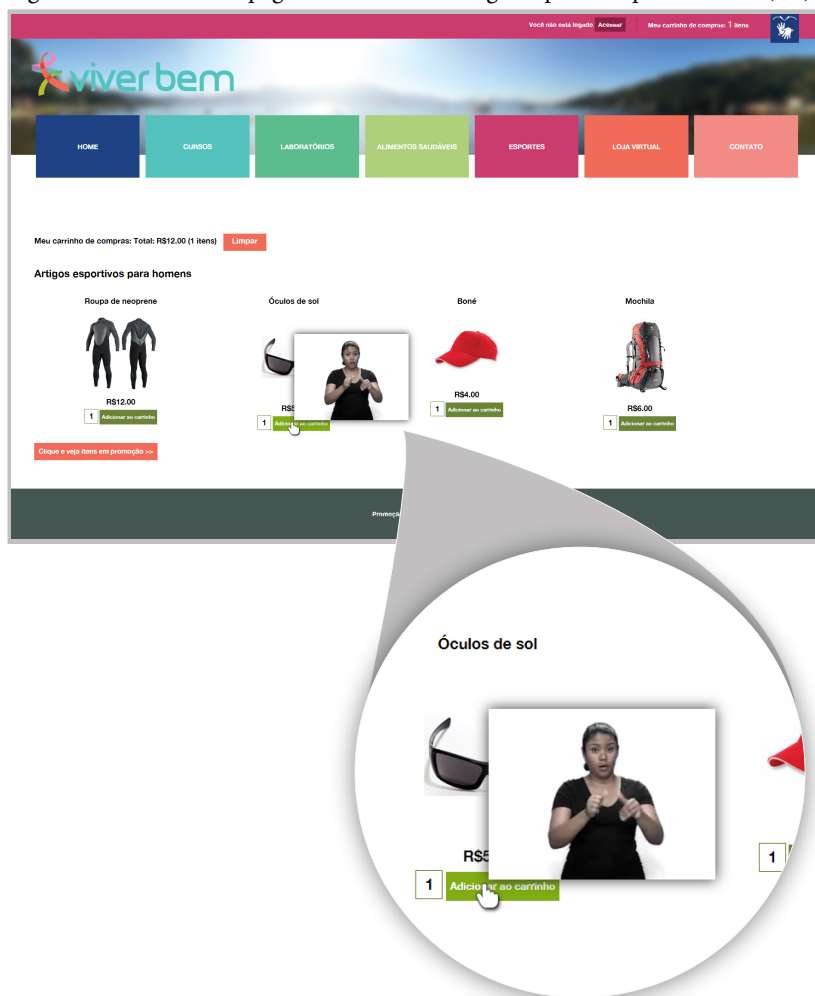 Você não está logado Acessar Meu carrinho de compras: 1 itens
viver bem
HOME CURSOS LABORATÓRIOS ALIMENTOS SAUDÁVEIS ESPORTES LOJA VIRTUAL CONTATO
Meu carrinho de compras: Total: R$12.00 (1 itens) Limpar
Artigos esportivos para homens
Roupa de neoprene Óculos de sol Boné Mochila
R$12.00 R$5 R$4.00 R$6.00
1 Adicionar ao carrinho 1 Adicionar ao carrinho 1 Adicionar ao carrinho 1 Adicionar ao carrinho
Clique e veja itens em promoção >>
Óculos de sol
R$5
1 Adicionar ao carrinho 1